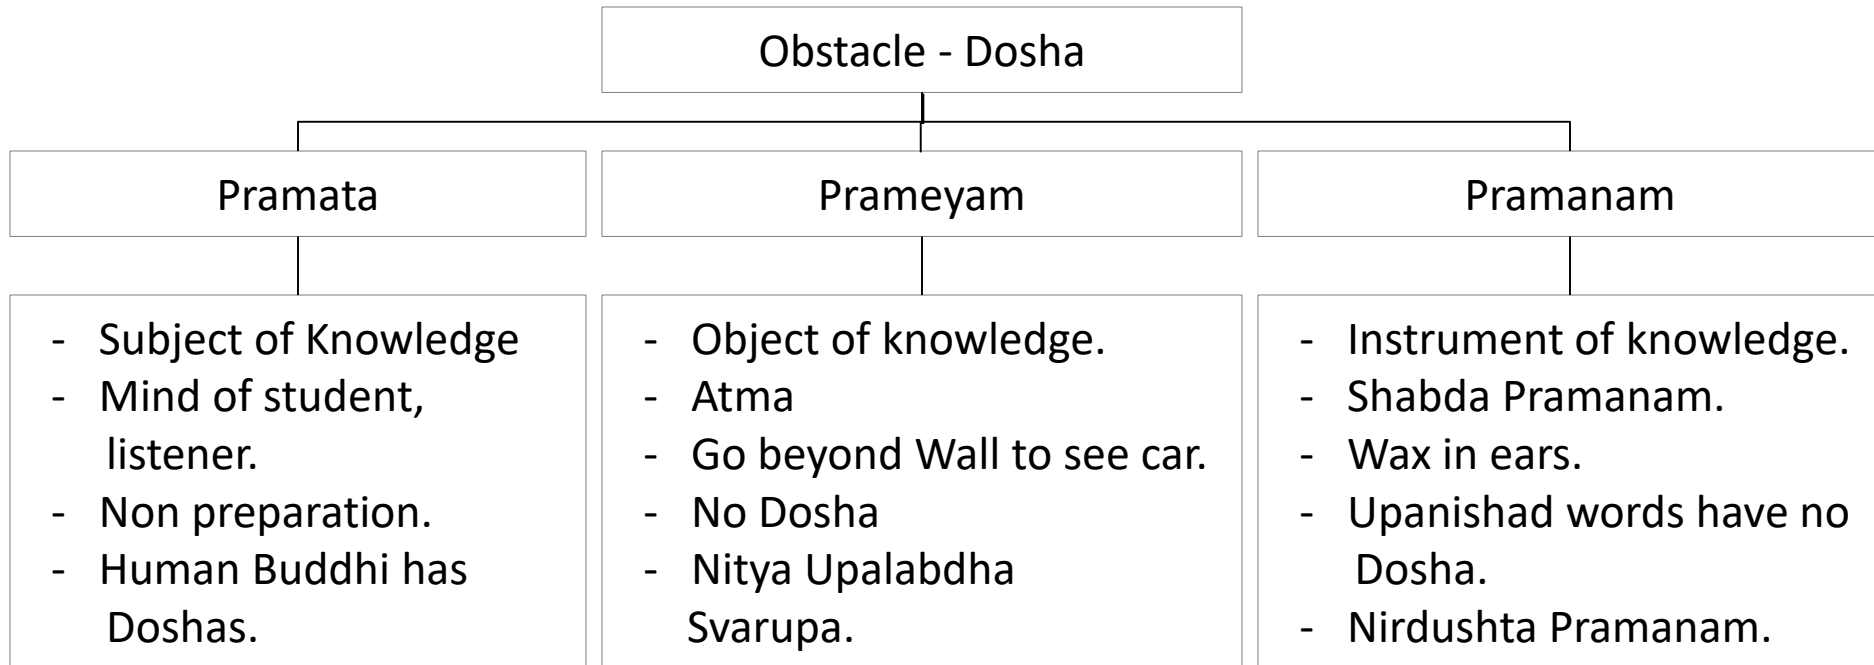 Obstacle - Dosha
Pramata
Prameyam
Pramanam
- Subject of Knowledge
- Mind of student,
listener.
- Non preparation.
- Human Buddhi has
Doshas.
- Object of knowledge.
- Atma
- Go beyond Wall to see car.
- No Dosha
- Nitya Upalabdha
Svarupa.
- Instrument of knowledge.
- Shabda Pramanam.
- Wax in ears.
- Upanishad words have no
Dosha.
- Nirdushta Pramanam.